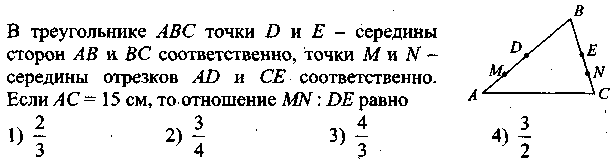 В треугольнике ABC точки D и E – середины
сторон AB и BC соответственно, точки M и N –
середины отрезков AD и CE соответственно.
Если AC = 15 см, то отношение MN : DE равно
1) 2/3 2) 3/4 3) 4/3 4) 3/2
B
D
E
M
N
A
C